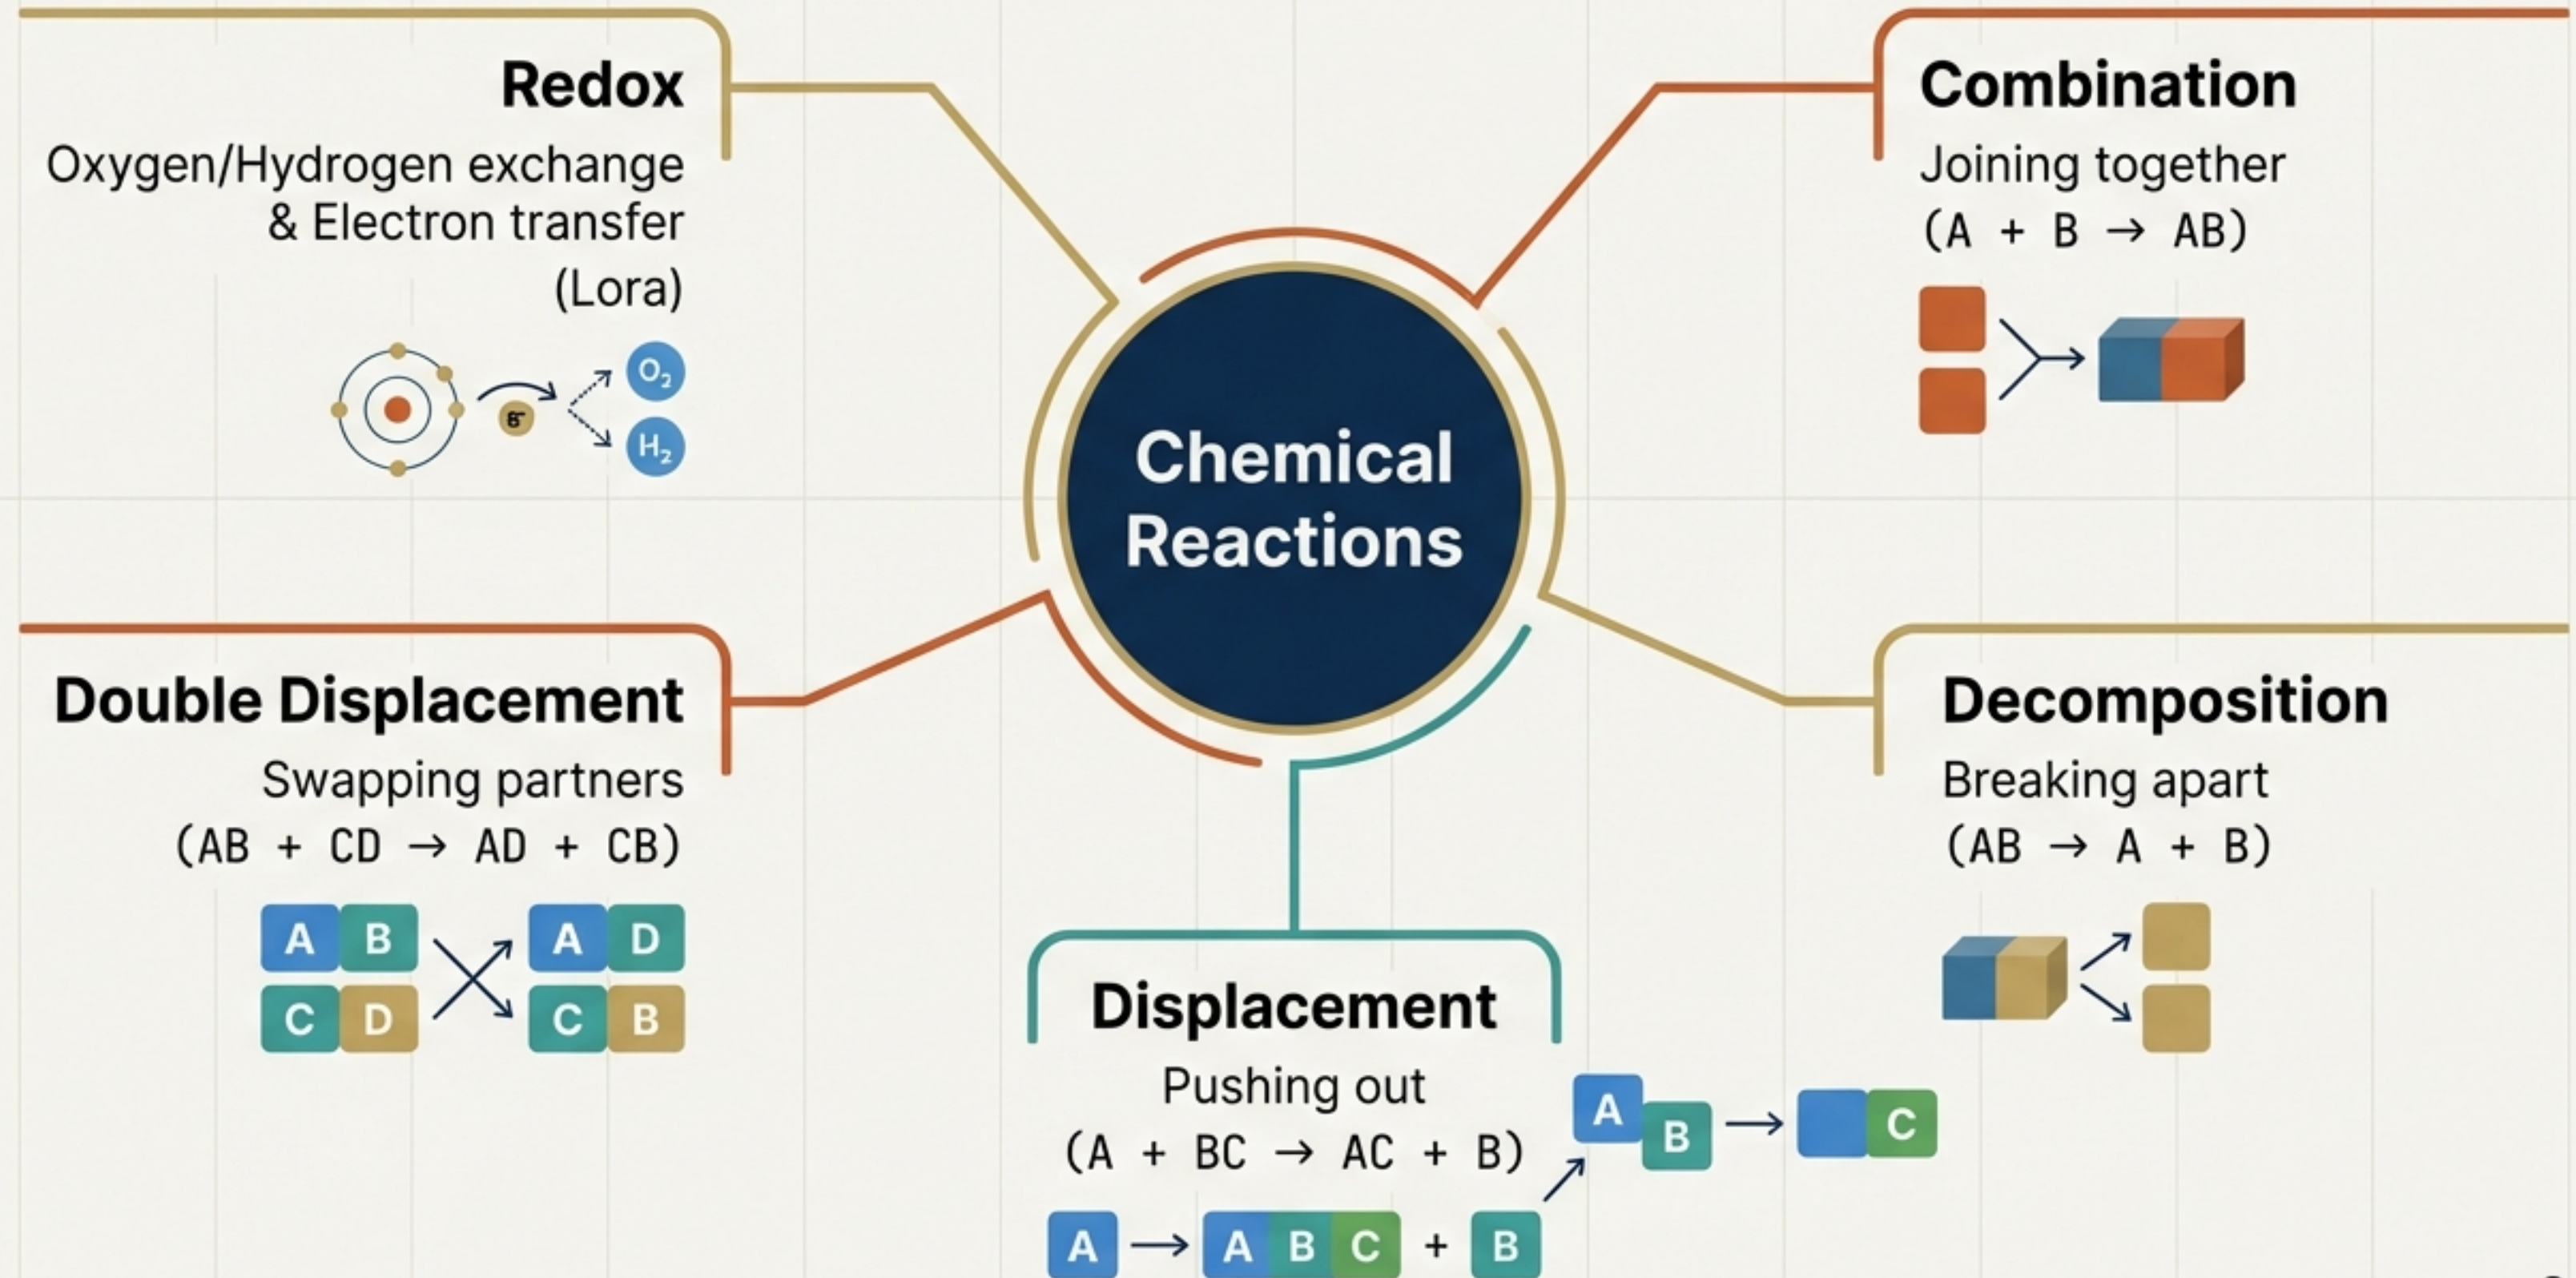 Redox
Oxygen/Hydrogen exchange
& Electron transfer
(Lora)
O₂
H₂
Combination
Joining together
(A + B → AB)
Chemical
Reactions
Double Displacement
Swapping partners
(AB + CD → AD + CB)
A B A D
C D C B
Decomposition
Breaking apart
(AB → A + B)
Displacement
Pushing out
(A + BC → AC + B)
A B → C
A → A B C + B